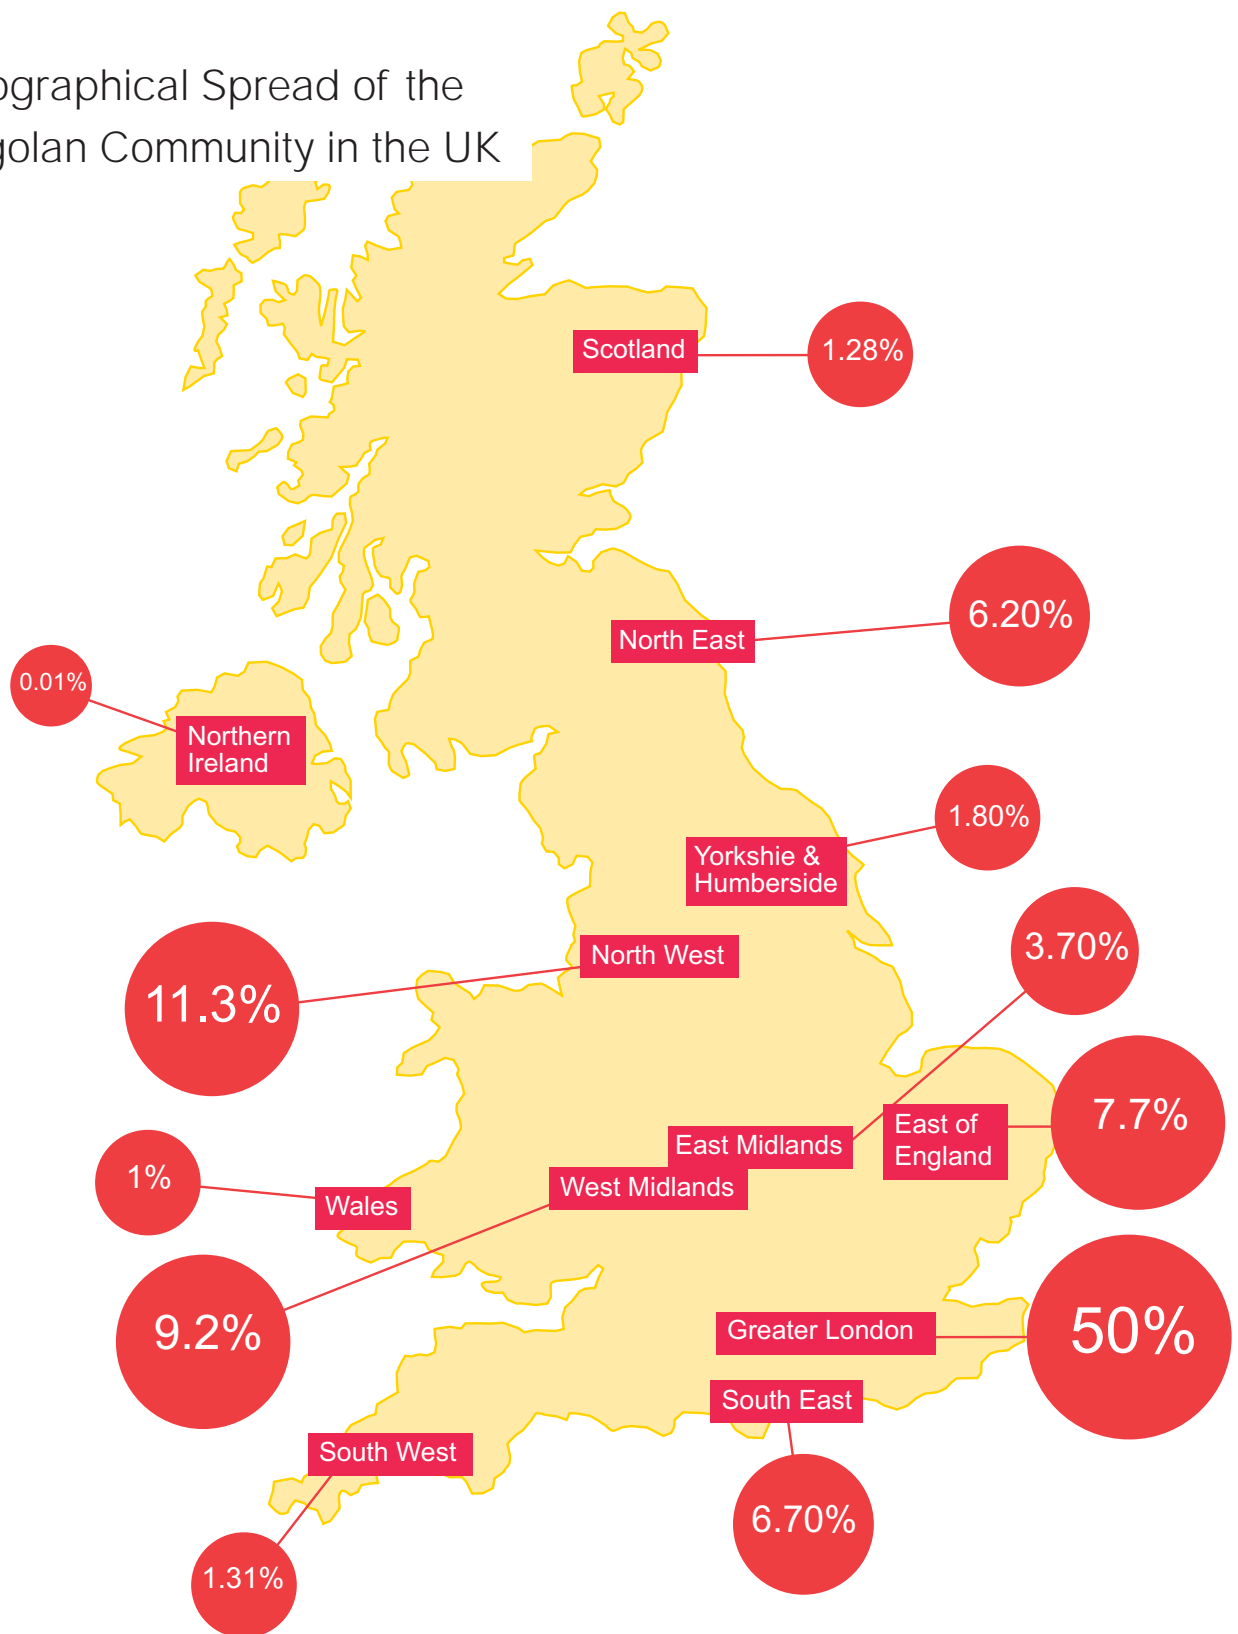 ographical Spread of the
golan Community in the UK
Scotland
1.28%
North East
6.20%
0.01%
Northern
Ireland
1.80%
Yorkshie &
Humberside
3.70%
North West
11.3%
East of
England
7.7%
East Midlands
1%
West Midlands
Wales
9.2%
Greater London
50%
South East
South West
6.70%
1.31%